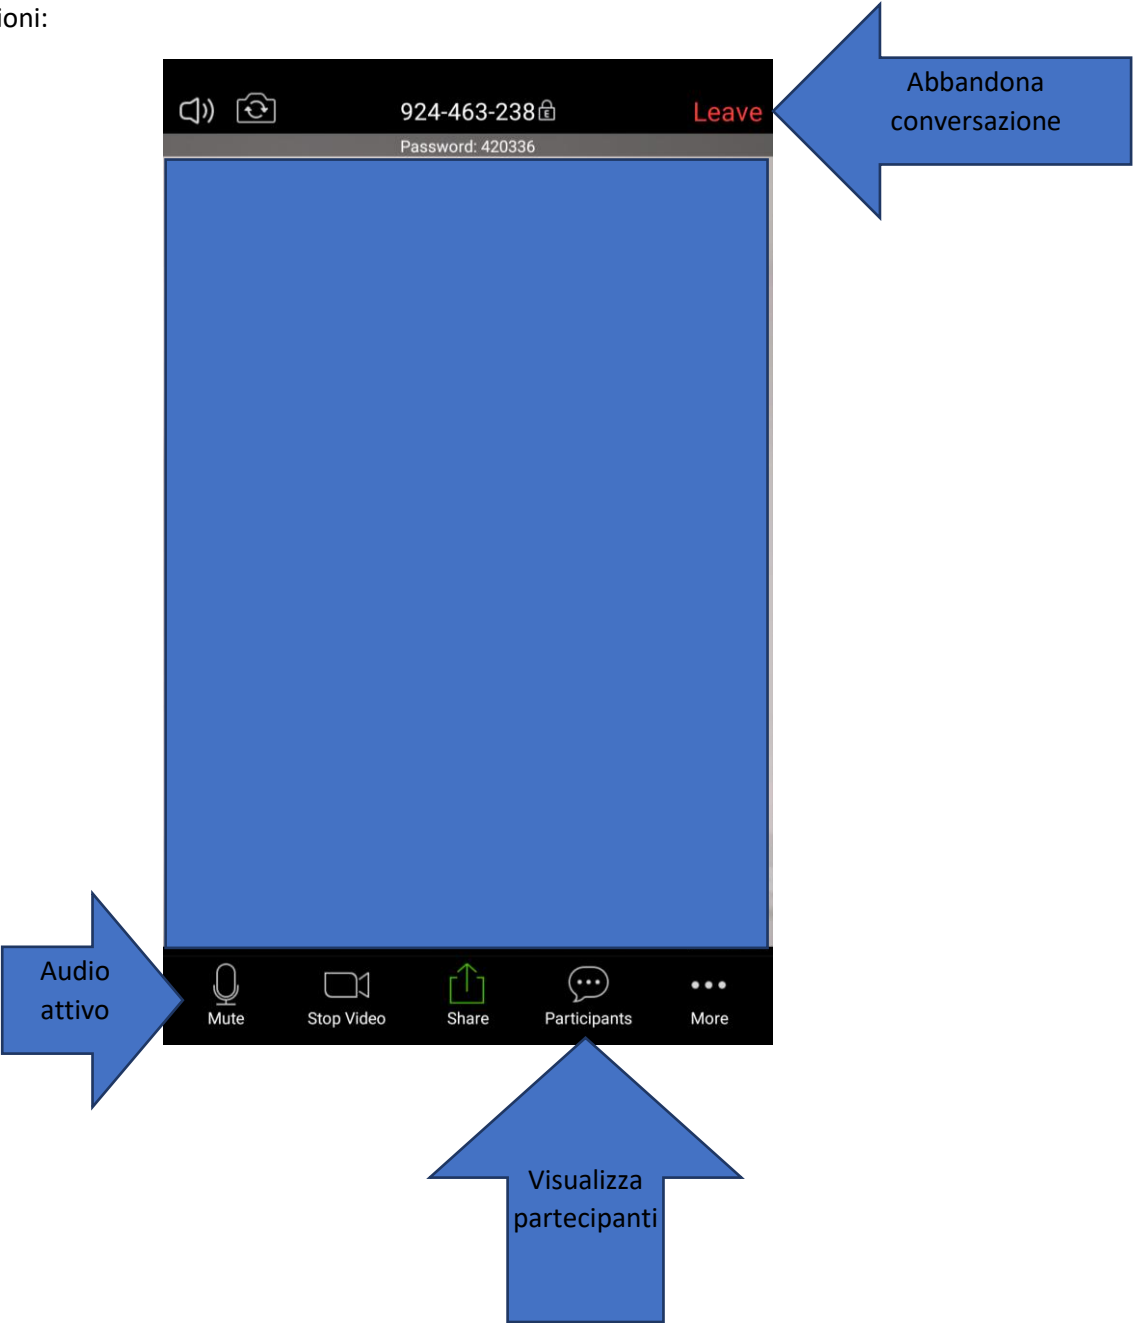 ioni:
Abbandona
conversazione
924-463-238
Leave
Password: 420336
Audio
attivo
Mute
Stop Video
Share
Participants
More
Visualizza
partecipanti